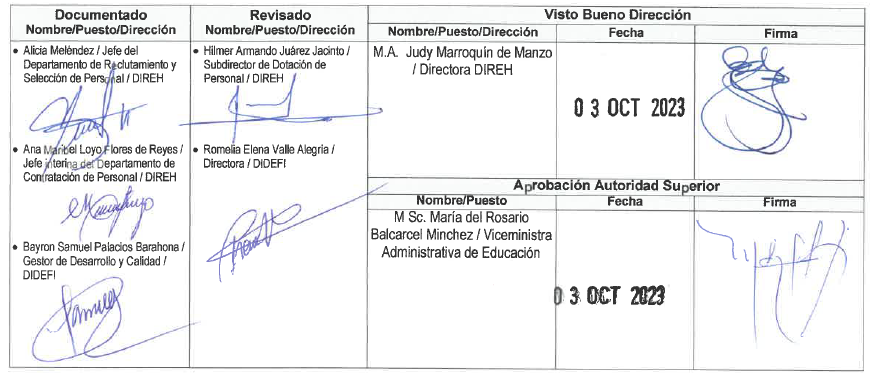 Documentado
Nombre/Puesto/Dirección
• Alicia Meléndez / Jefe del
Departamento de Reclutamiento y
Selección de Personal / DIREH
• Ana Maribel Loyo Flores de Reyes /
Jefe interina del Departamento de
Contratación de Personal / DIREH
• Bayron Samuel Palacios Barahona /
Gestor de Desarrollo y Calidad /
DIDEFI
Revisado
Nombre/Puesto/Dirección
• Hilmer Armando Juárez Jacinto /
Subdirector de Dotación de
Personal / DIREH
• Romelia Elena Valle Alegría /
Directora / DIDEFI
Visto Bueno Dirección
Nombre/Puesto/Dirección
Fecha
Firma
M.A. Judy Marroquín de Manzo
/ Directora DIREH
03 OCT 2023
Aprobación Autoridad Superior
Nombre/Puesto
Fecha
Firma
M Sc. María del Rosario
Balcarcel Minchez / Viceministra
Administrativa de Educación
03 OCT 2023